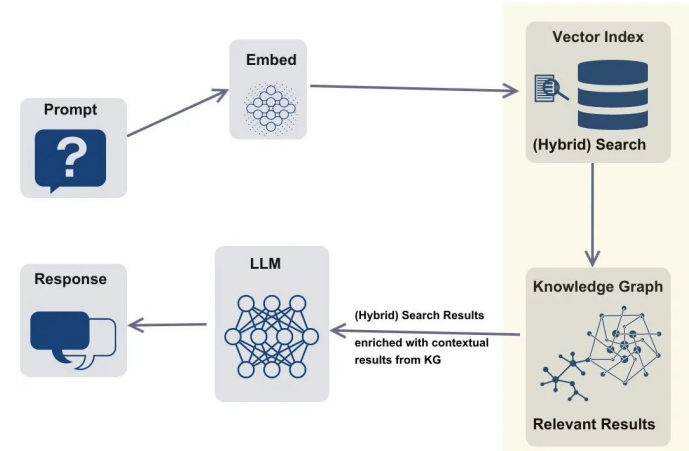 Prompt
?
Embed
Vector Index
(Hybrid) Search
Knowledge Graph
Relevant Results
(Hybrid) Search Results
enriched with contextual
results from KG
LLM
Response